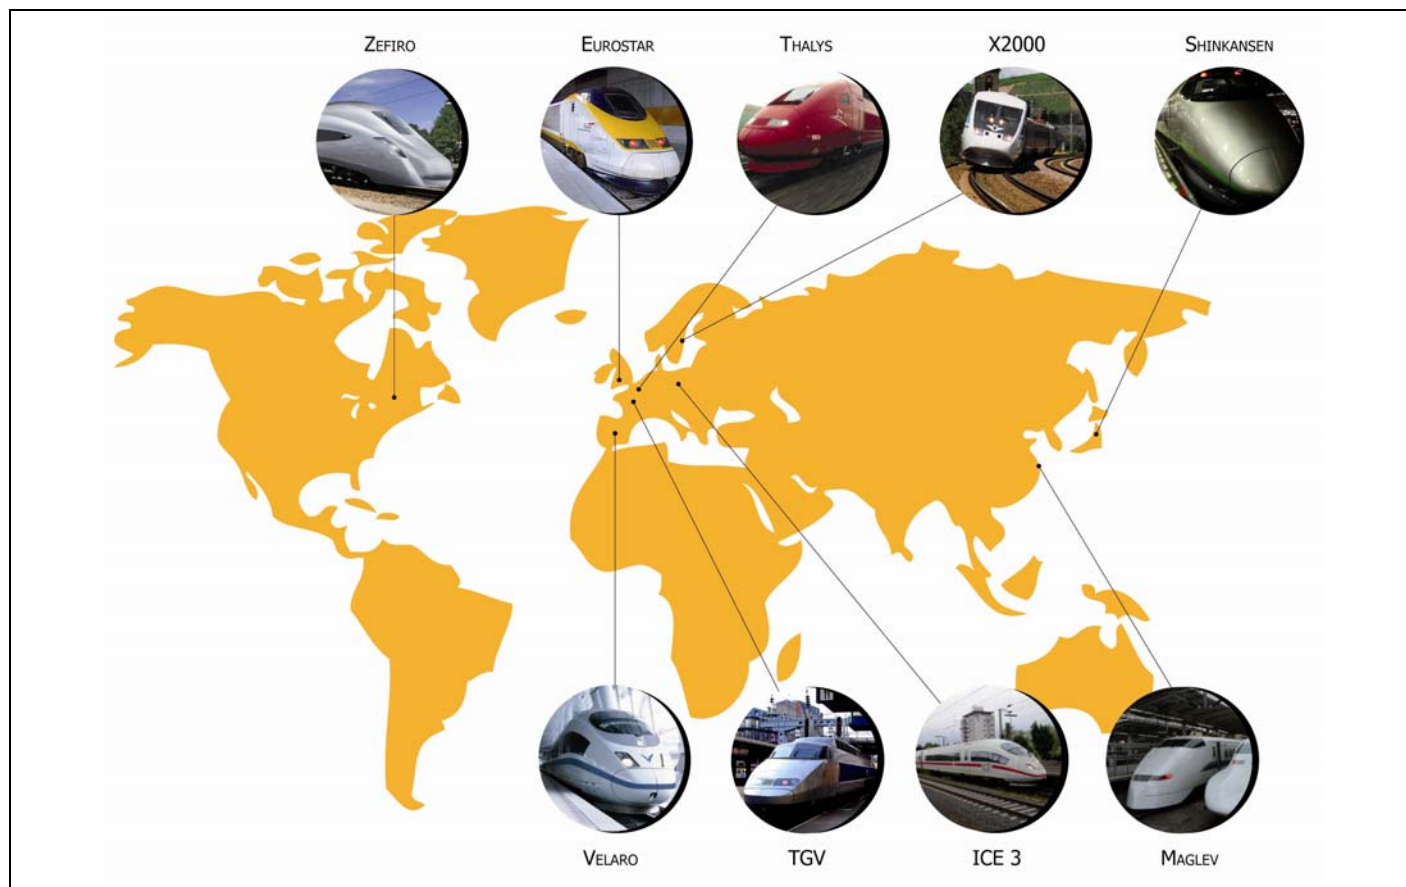 Zefiro
Eurostar
Thalys
X2000
Shinkansen
Velaro
TGV
ICE 3
Maglev